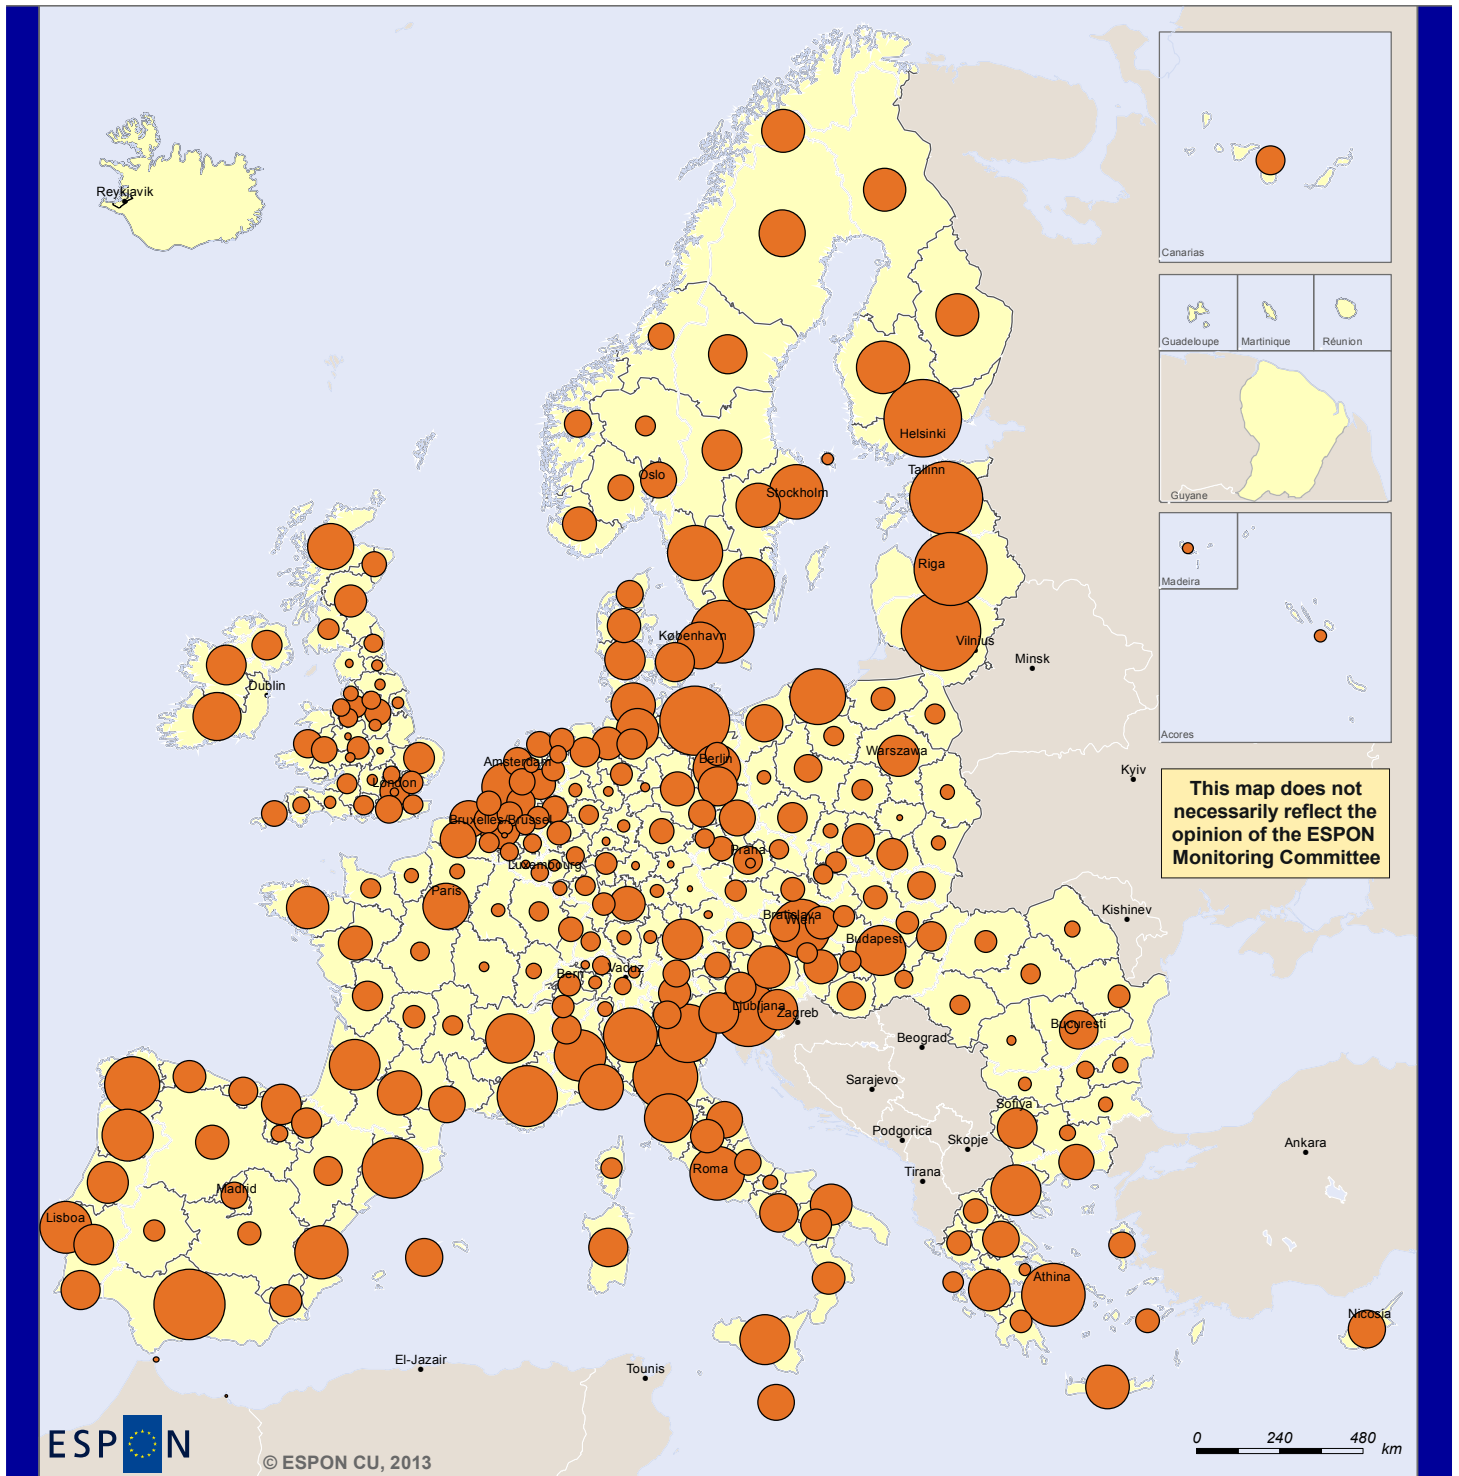 Reykjavik
Canarias
Guadeloupe
Martinique
Réunion
Guyane
Madeira
Acores
Helsinki
Tallinn
Oslo
Stockholm
Riga
København
Vilnius
Minsk
Dublin
Amsterdam
Berlin
Warszawa
Kyiv
London
This map does not
necessarily reflect the
opinion of the ESPON
Monitoring Committee
Bruxelles/Brussel
Praha
Luxembourg
Paris
Kishinev
Bratislava
Wien
Budapest
Bern
Vaduz
Ljubljana
Zagreb
Bucuresti
Beograd
Sarajevo
Sofiya
Podgorica
Skopje
Ankara
Roma
Tirana
Madrid
Lisboa
Athina
Nicosia
El-Jazair
Tounis
ESPON
© ESPON CU, 2013
0 240 480
km